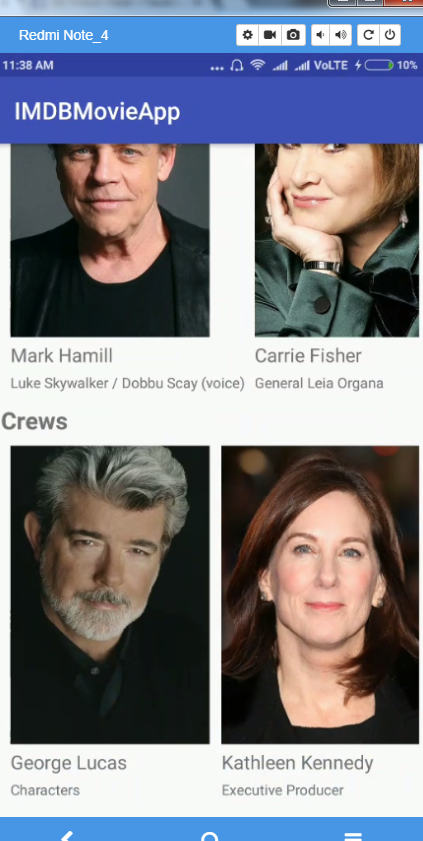 Redmi Note_4
11:38 AM ... VoLTE 10%
IMDBMovieApp
Mark Hamill Carrie Fisher
Luke Skywalker / Dobbu Scay (voice) General Leia Organa
Crews
George Lucas Kathleen Kennedy
Characters Executive Producer